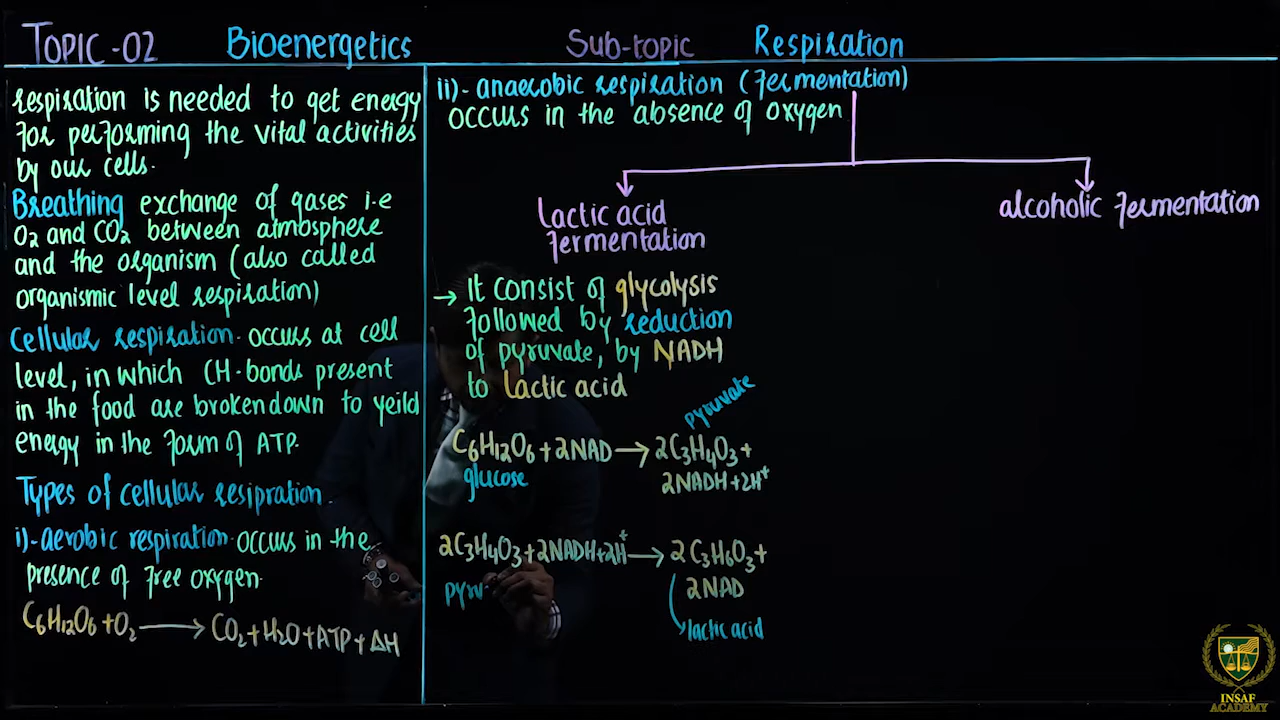 TOPIC-02 Bioenergetics Sub-topic Respiration
respiration is needed to get energy
for performing the vital activities
by our cells.
Breathing exchange of gases i.e
O₂ and CO₂ between atmosphere
and the organism (also called
organismic level respiration)
Cellular respiration. occurs at cell
level, in which CH-bonds present
in the food are broken down to yeild
energy in the form of ATP.
Types of cellular resipration.
i)- aerobic respiration. occurs in the
presence of free oxygen.
C₆H₁₂O₆ + O₂ → CO₂ + H₂O + ATP + ΔH
ii)- anaerobic respiration (fermentation)
occurs in the absence of oxygen
Lactic acid
fermentation
→ It consist of glycolysis
followed by reduction
of pyruvate, by NADH
to Lactic acid
pyruvate
C₆H₁₂O₆ + 2NAD → 2C₃H₄O₃ +
glucose
2NADH + 2H⁺
2C₃H₄O₃ + 2NADH + 2H⁺ → 2C₃H₆O₃ +
pyru
2NAD
lactic acid
alcoholic fermentation
INSAF
ACADEMY